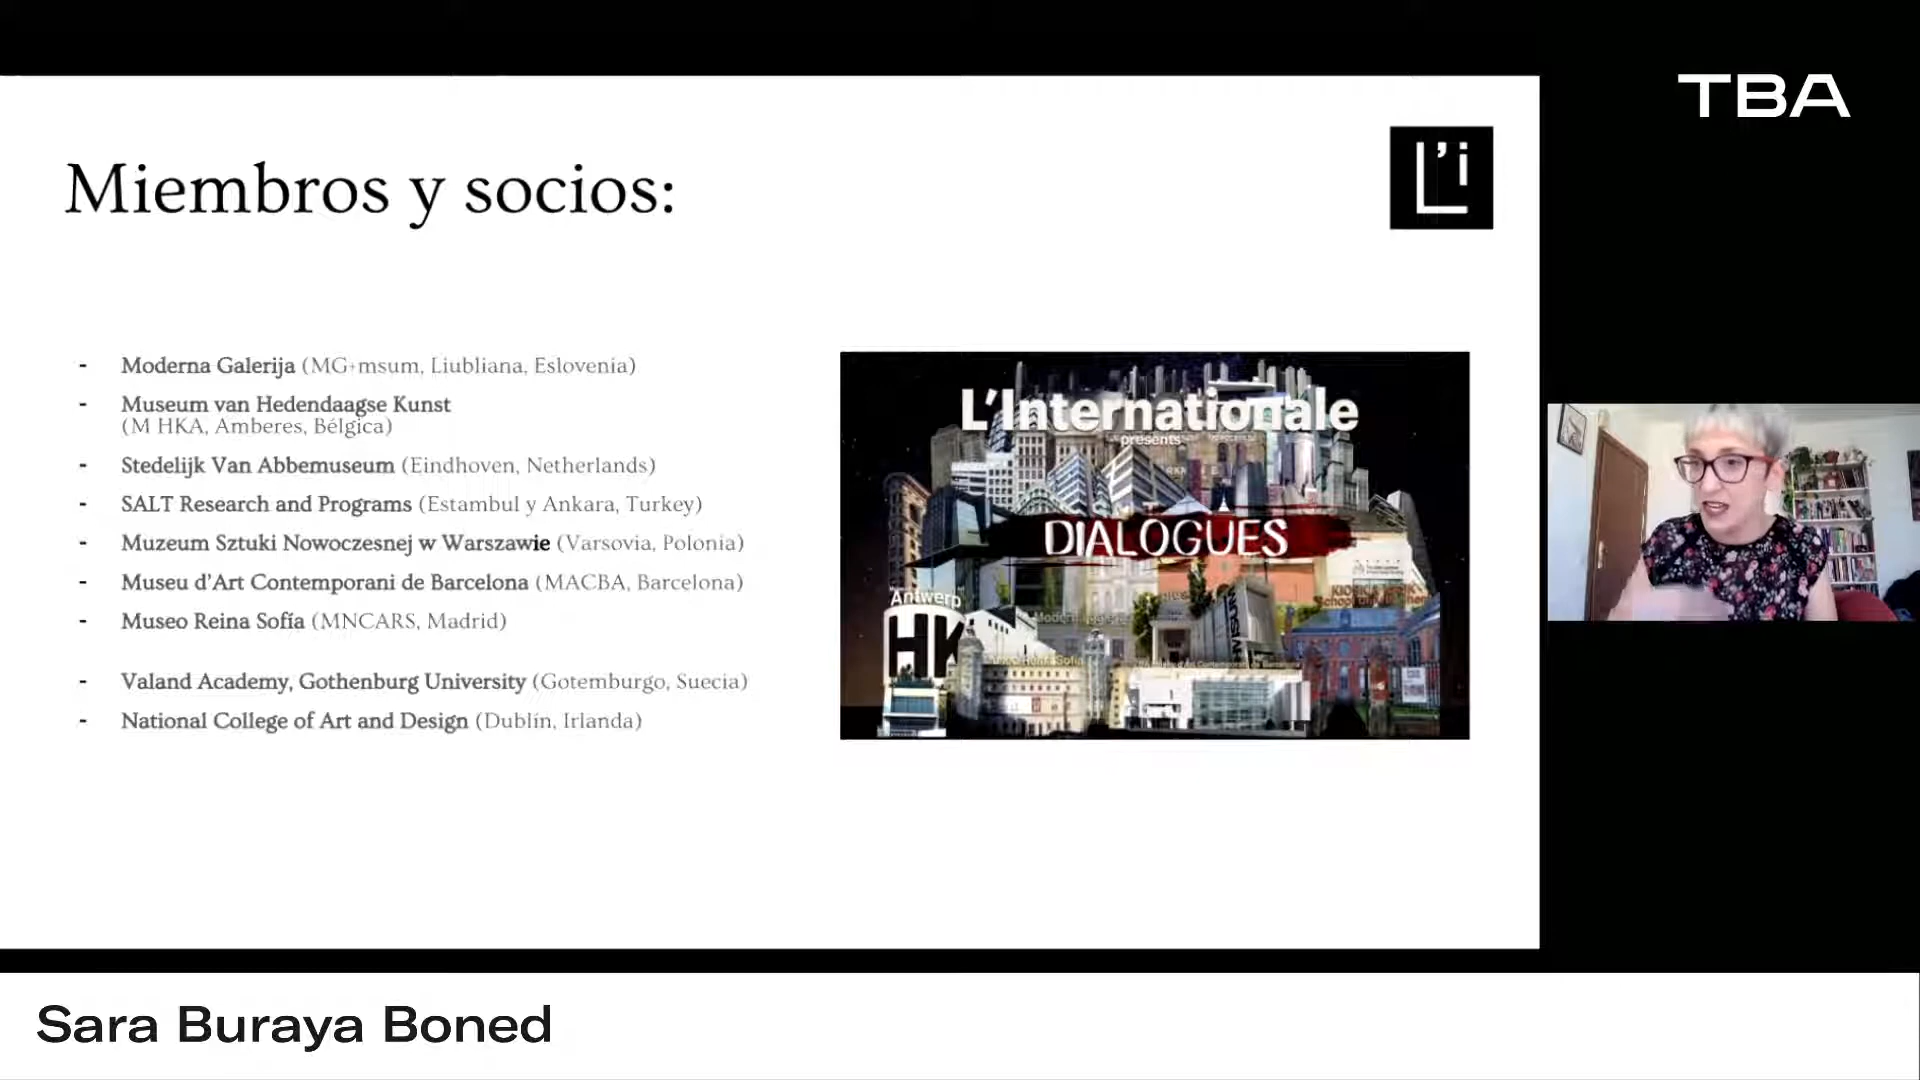 TBA
Miembros y socios:
L'i
- Moderna Galerija (MG+msum, Liubliana, Eslovenia)
- Museum van Hedendaagse Kunst
(M HKA, Amberes, Bélgica)
- Stedelijk Van Abbemuseum (Eindhoven, Netherlands)
- SALT Research and Programs (Estambul y Ankara, Turkey)
- Muzeum Sztuki Nowoczesnej w Warszawie (Varsovia, Polonia)
- Museu d'Art Contemporani de Barcelona (MACBA, Barcelona)
- Museo Reina Sofía (MNCARS, Madrid)
- Valand Academy, Gothenburg University (Gotemburgo, Suecia)
- National College of Art and Design (Dublín, Irlanda)
L'Internationale
presents
DIALOGUES
Antwerp
HK
Sara Buraya Boned